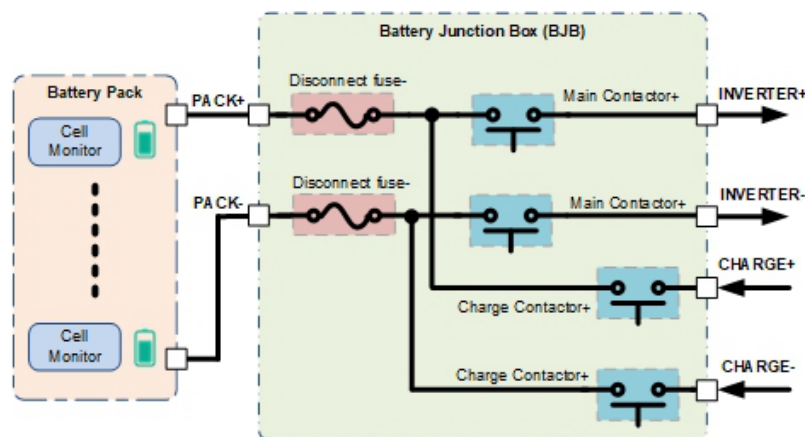 Battery Junction Box (BJB)
Disconnect fuse-
Battery Pack
PACK+
Main Contactor+
INVERTER+
Cell
Monitor
Disconnect fuse-
PACK-
Main Contactor+
INVERTER-
CHARGE+
Charge Contactor+
Cell
Monitor
CHARGE-
Charge Contactor+